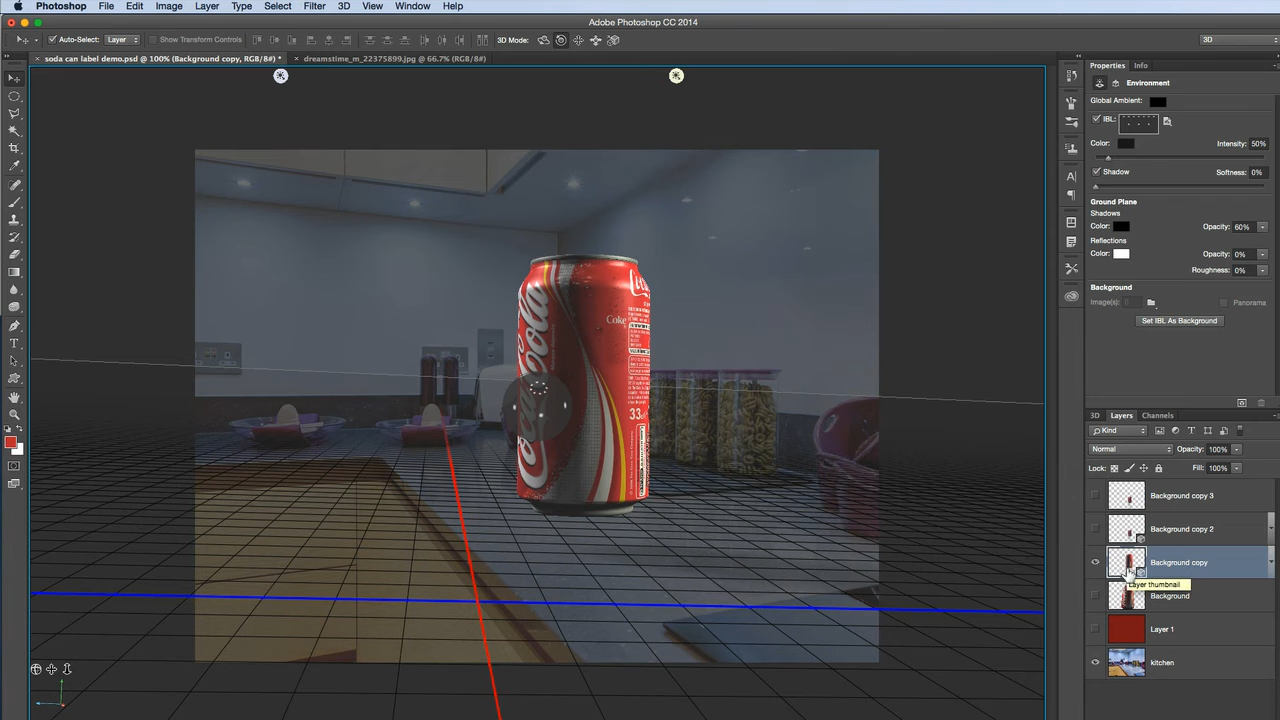 Photoshop File Edit Image Layer Type Select Filter 3D View Window Help
Adobe Photoshop CC 2014
Auto-Select: Layer Show Transform Controls 3D Mode: 3D
soda can label demo.psd @ 100% (Background copy, RGB/8#) * dreamstime_m_22375899.jpg @ 66.7% (RGB/8#)
Properties Info
Environment
Global Ambient:
IBL:
Color: Intensity: 50%
Shadow Softness: 0%
Ground Plane
Shadows
Color: Opacity: 60%
Reflections
Color: Opacity: 0%
Roughness: 0%
Background
Image(s): Panorama
Set IBL As Background
Coke
33
3D Layers Channels
Kind
Normal Opacity: 100%
Lock: Fill: 100%
Background copy 3
Background copy 2
Background copy
Layer thumbnail
Background
Layer 1
kitchen